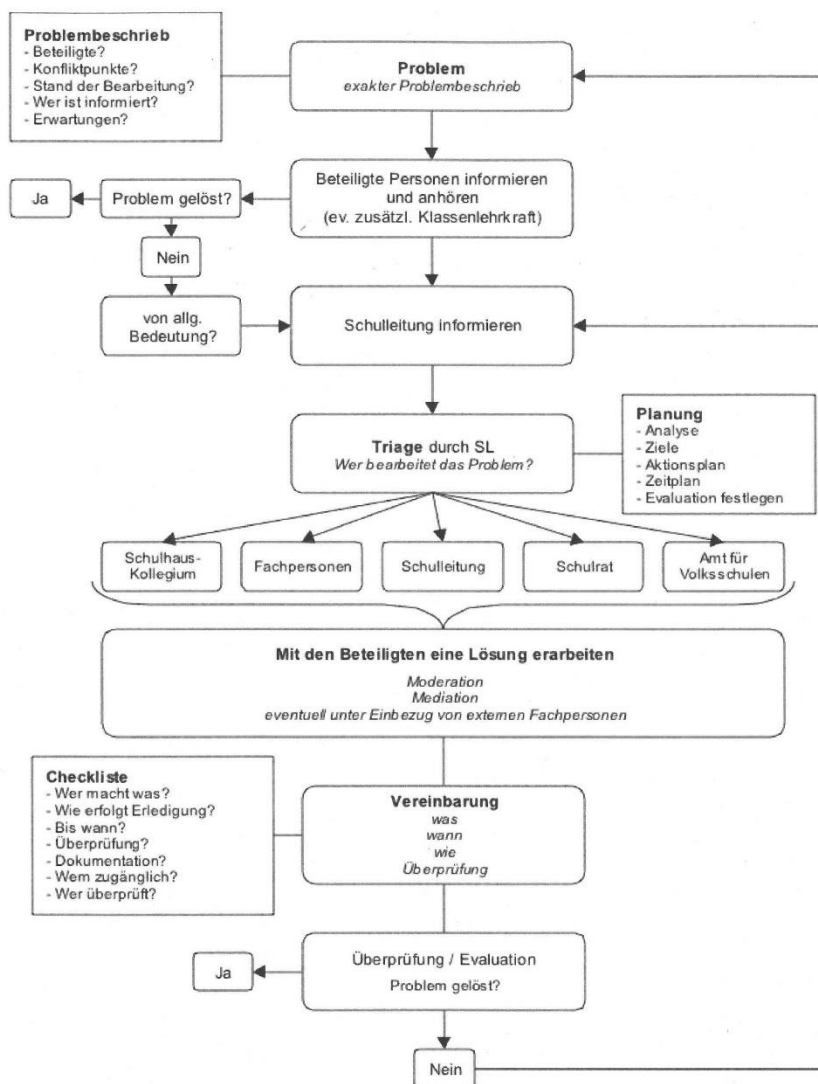 Problembeschrieb
- Beteiligte?
- Konfliktpunkte?
- Stand der Bearbeitung?
- Wer ist informiert?
- Erwartungen?
Problem
exakter Problembeschrieb
Beteiligte Personen informieren
und anhören
(ev. zusätzl. Klassenlehrkraft)
Problem gelöst?
Ja
Nein
von allg.
Bedeutung?
Schulleitung informieren
Triage durch SL
Wer bearbeitet das Problem?
Planung
- Analyse
- Ziele
- Aktionsplan
- Zeitplan
- Evaluation festlegen
Schulhaus-
Kollegium
Fachpersonen
Schulleitung
Schulrat
Amt für
Volksschulen
Mit den Beteiligten eine Lösung erarbeiten
Moderation
Mediation
eventuell unter Einbezug von externen Fachpersonen
Checkliste
- Wer macht was?
- Wie erfolgt Erledigung?
- Bis wann?
- Überprüfung?
- Dokumentation?
- Wem zugänglich?
- Wer überprüft?
Vereinbarung
was
wann
wie
Überprüfung
Überprüfung / Evaluation
Problem gelöst?
Ja
Nein